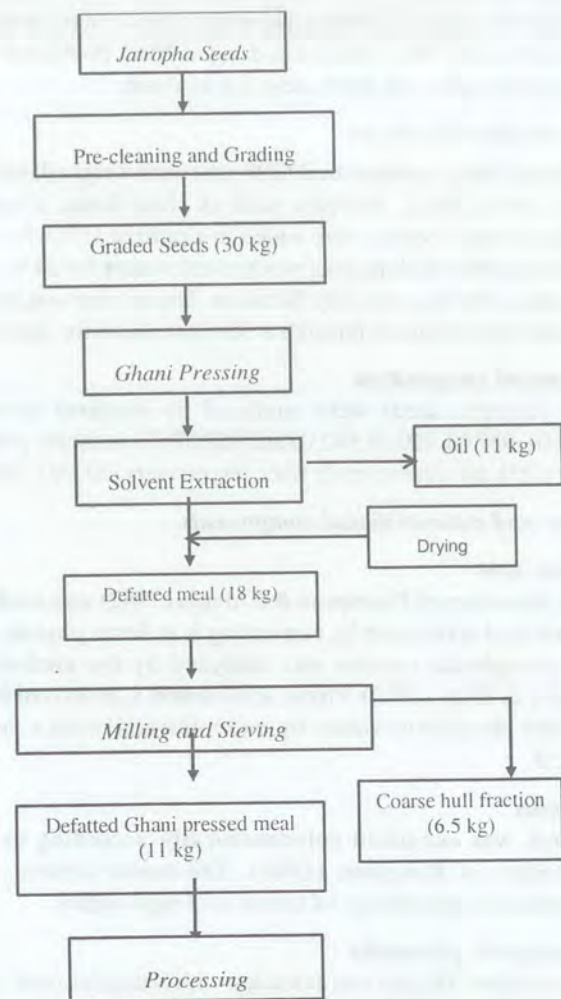 Jatropha Seeds
Pre-cleaning and Grading
Graded Seeds (30 kg)
Ghani Pressing
Oil (11 kg)
Solvent Extraction
Drying
Defatted meal (18 kg)
Milling and Sieving
Coarse hull fraction
(6.5 kg)
Defatted Ghani pressed meal
(11 kg)
Processing